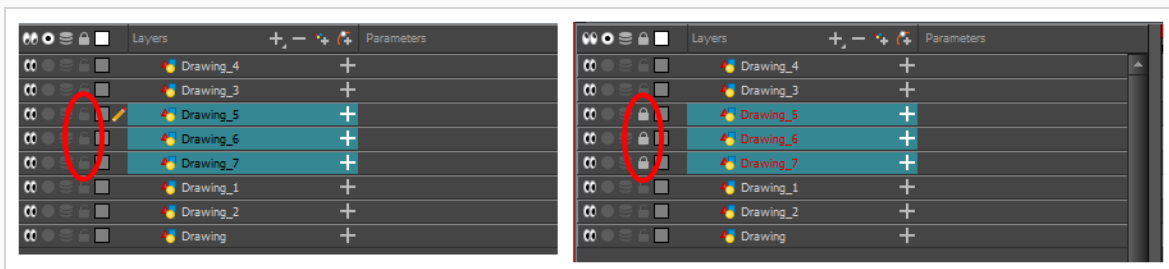 Layers Parameters
Drawing_4
Drawing_3
Drawing_5
Drawing_6
Drawing_7
Drawing_1
Drawing_2
Drawing
Layers Parameters
Drawing_4
Drawing_3
Drawing_5
Drawing_6
Drawing_7
Drawing_1
Drawing_2
Drawing